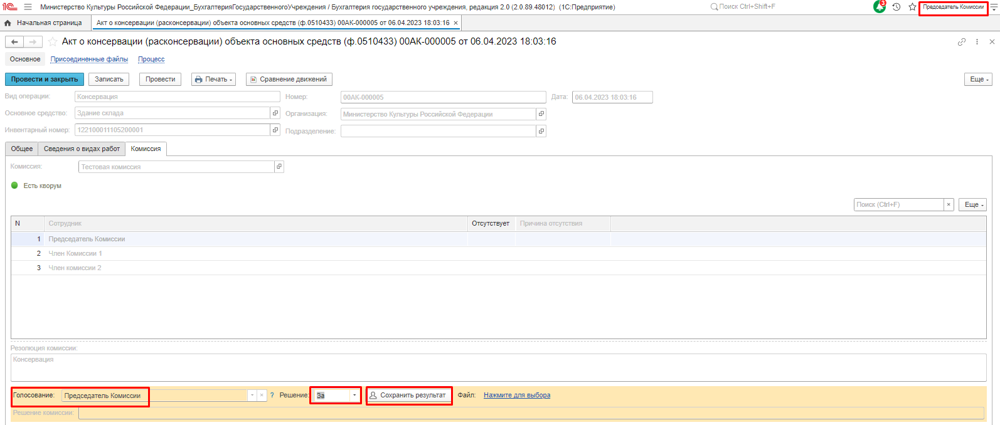 1С Министерство Культуры Российской Федерации_БухгалтерияГосударственногоУчреждения / Бухгалтерия государственного учреждения, редакция 2.0 (2.0.89.48012) (1С:Предприятие) Поиск Ctrl+Shift+F 3 Председатель Комиссии
Начальная страница Акт о консервации (расконсервации) объекта основных средств (ф.0510433) 00АК-000005 от 06.04.2023 18:03:16 ×
Акт о консервации (расконсервации) объекта основных средств (ф.0510433) 00АК-000005 от 06.04.2023 18:03:16
Основное Присоединенные файлы Процесс
Провести и закрыть Записать Провести Печать Сравнение движений Еще
Вид операции: Консервация Номер: 00АК-000005 Дата: 06.04.2023 18:03:16
Основное средство: Здание склада Организация: Министерство Культуры Российской Федерации
Инвентарный номер: 122100011105200001 Подразделение:
Общее Сведения о видах работ Комиссия
Комиссия: Тестовая комиссия
Есть кворум
Поиск (Ctrl+F) × Еще
N Сотрудник Отсутствует Причина отсутствия
1 Председатель Комиссии
2 Член Комиссии 1
3 Член комиссии 2
Резолюция комиссии:
Консервация
Голосование: Председатель Комиссии × ? Решение: За Сохранить результат Файл: Нажмите для выбора
Решение комиссии: